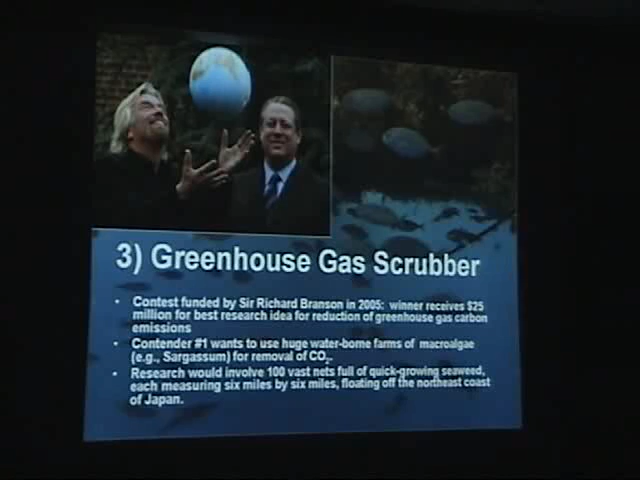 3) Greenhouse Gas Scrubber
• Contest funded by Sir Richard Branson in 2005: winner receives $25
million for best research idea for reduction of greenhouse gas carbon
emissions
• Contender #1 wants to use huge water-borne farms of macroalgae
(e.g., Sargassum) for removal of CO₂.
• Research would involve 100 vast nets full of quick-growing seaweed,
each measuring six miles by six miles, floating off the northeast coast
of Japan.